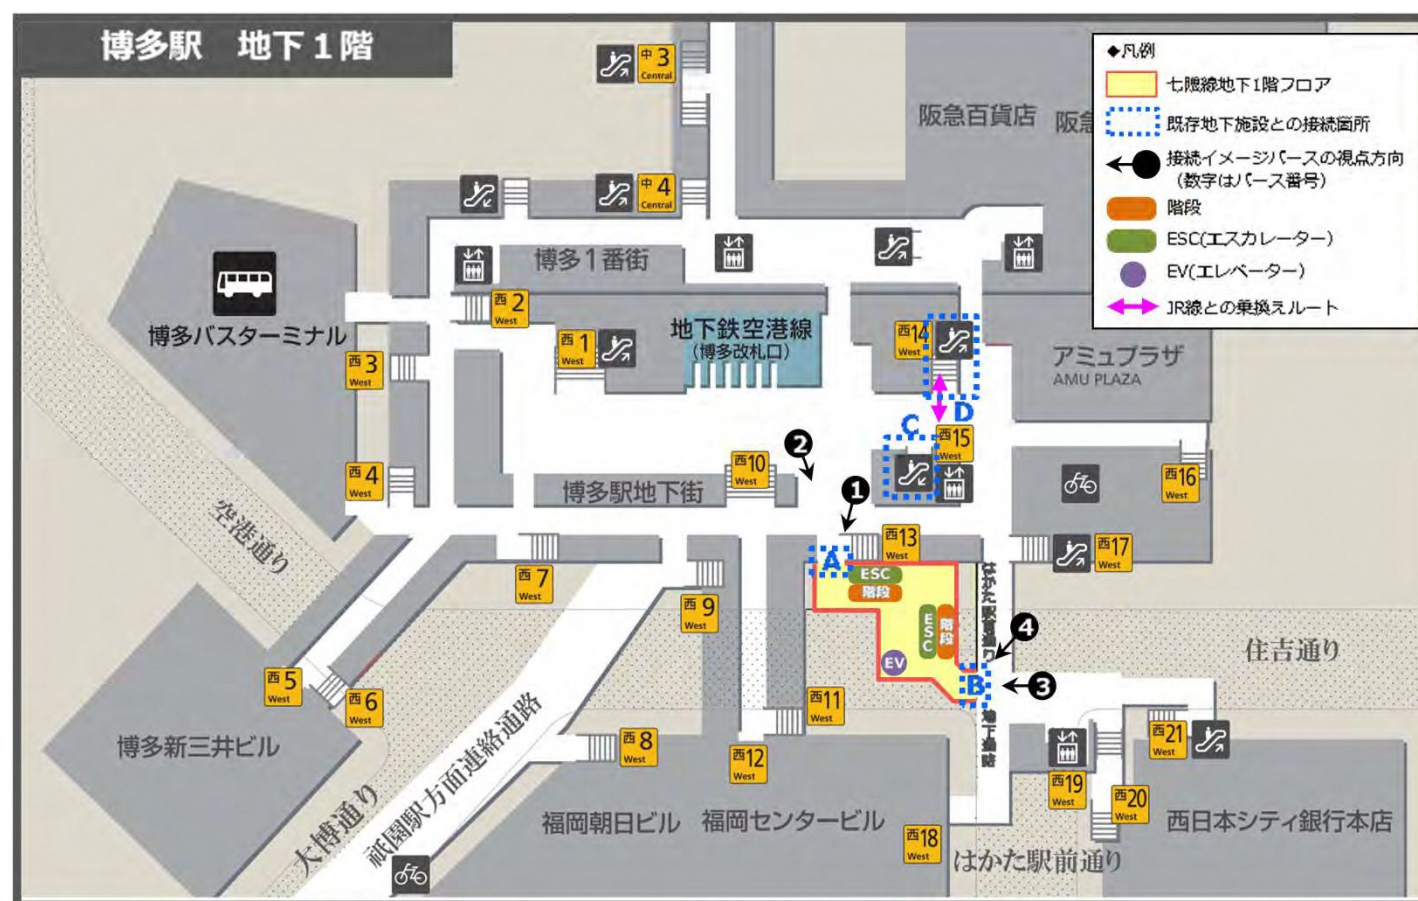 博多駅 地下1階
◆凡例
七隈線地下1階フロア
既存地下施設との接続箇所
接続イメージパースの視点方向
(数字はパース番号)
階段
ESC(エスカレーター)
EV(エレベーター)
JR線との乗換えルート
中3
Central
中4
Central
阪急百貨店
阪急
博多1番街
博多バスターミナル
西2
West
西1
West
地下鉄空港線
(博多改札口)
西14
West
アミュプラザ
AMU PLAZA
西3
West
D
C
西15
West
2
西10
West
西4
West
博多駅地下街
1
西16
West
空港通り
西13
West
A
西17
West
西7
West
ESC
階段
西9
West
はかた駅前通り
ESC
階段
4
住吉通り
EV
B
3
西5
West
西6
West
西11
West
地下通路
博多新三井ビル
祇園駅方面連絡通路
西8
West
西12
West
西21
West
西19
West
西20
West
大博通り
福岡朝日ビル
福岡センタービル
西18
West
はかた駅前通り
西日本シティ銀行本店